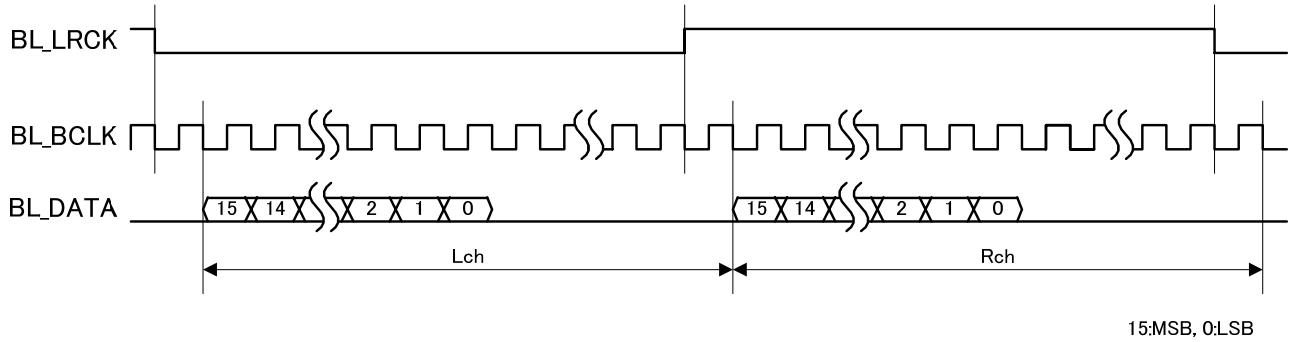 BL_LRCK
BL_BCLK
BL_DATA 15 14 2 1 0 15 14 2 1 0
Lch Rch
15:MSB, 0:LSB